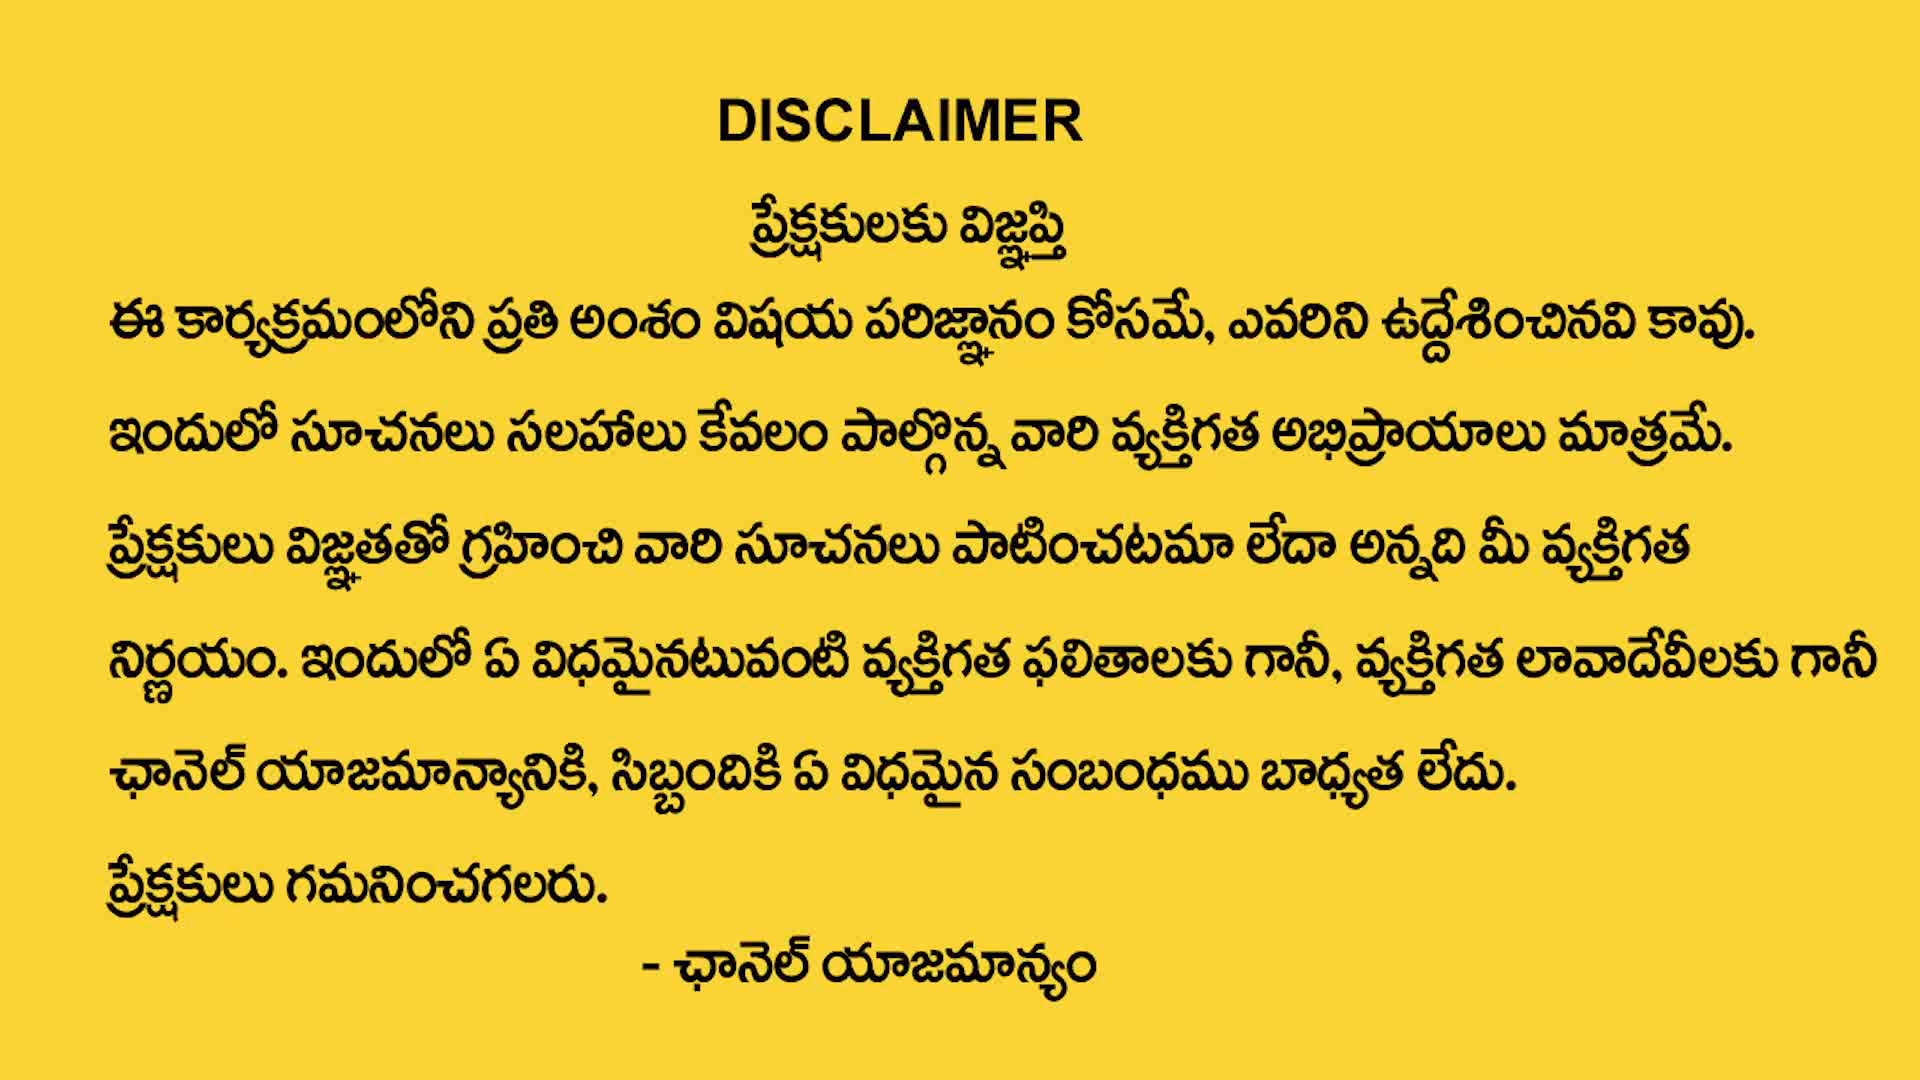 DISCLAIMER
ప్రేక్షకులకు విజ్ఞప్తి
ఈ కార్యక్రమంలోని ప్రతి అంశం విషయ పరిజ్ఞానం కోసమే, ఎవరిని ఉద్దేశించినవి కావు.
ఇందులో సూచనలు సలహాలు కేవలం పాల్గొన్న వారి వ్యక్తిగత అభిప్రాయాలు మాత్రమే.
ప్రేక్షకులు విజ్ఞతతో గ్రహించి వారి సూచనలు పాటించటమా లేదా అన్నది మీ వ్యక్తిగత
నిర్ణయం. ఇందులో ఏ విధమైనటువంటి వ్యక్తిగత ఫలితాలకు గానీ, వ్యక్తిగత లావాదేవీలకు గానీ
ఛానెల్ యాజమాన్యానికి, సిబ్బందికి ఏ విధమైన సంబంధము బాధ్యత లేదు.
ప్రేక్షకులు గమనించగలరు.
- ఛానెల్ యాజమాన్యం